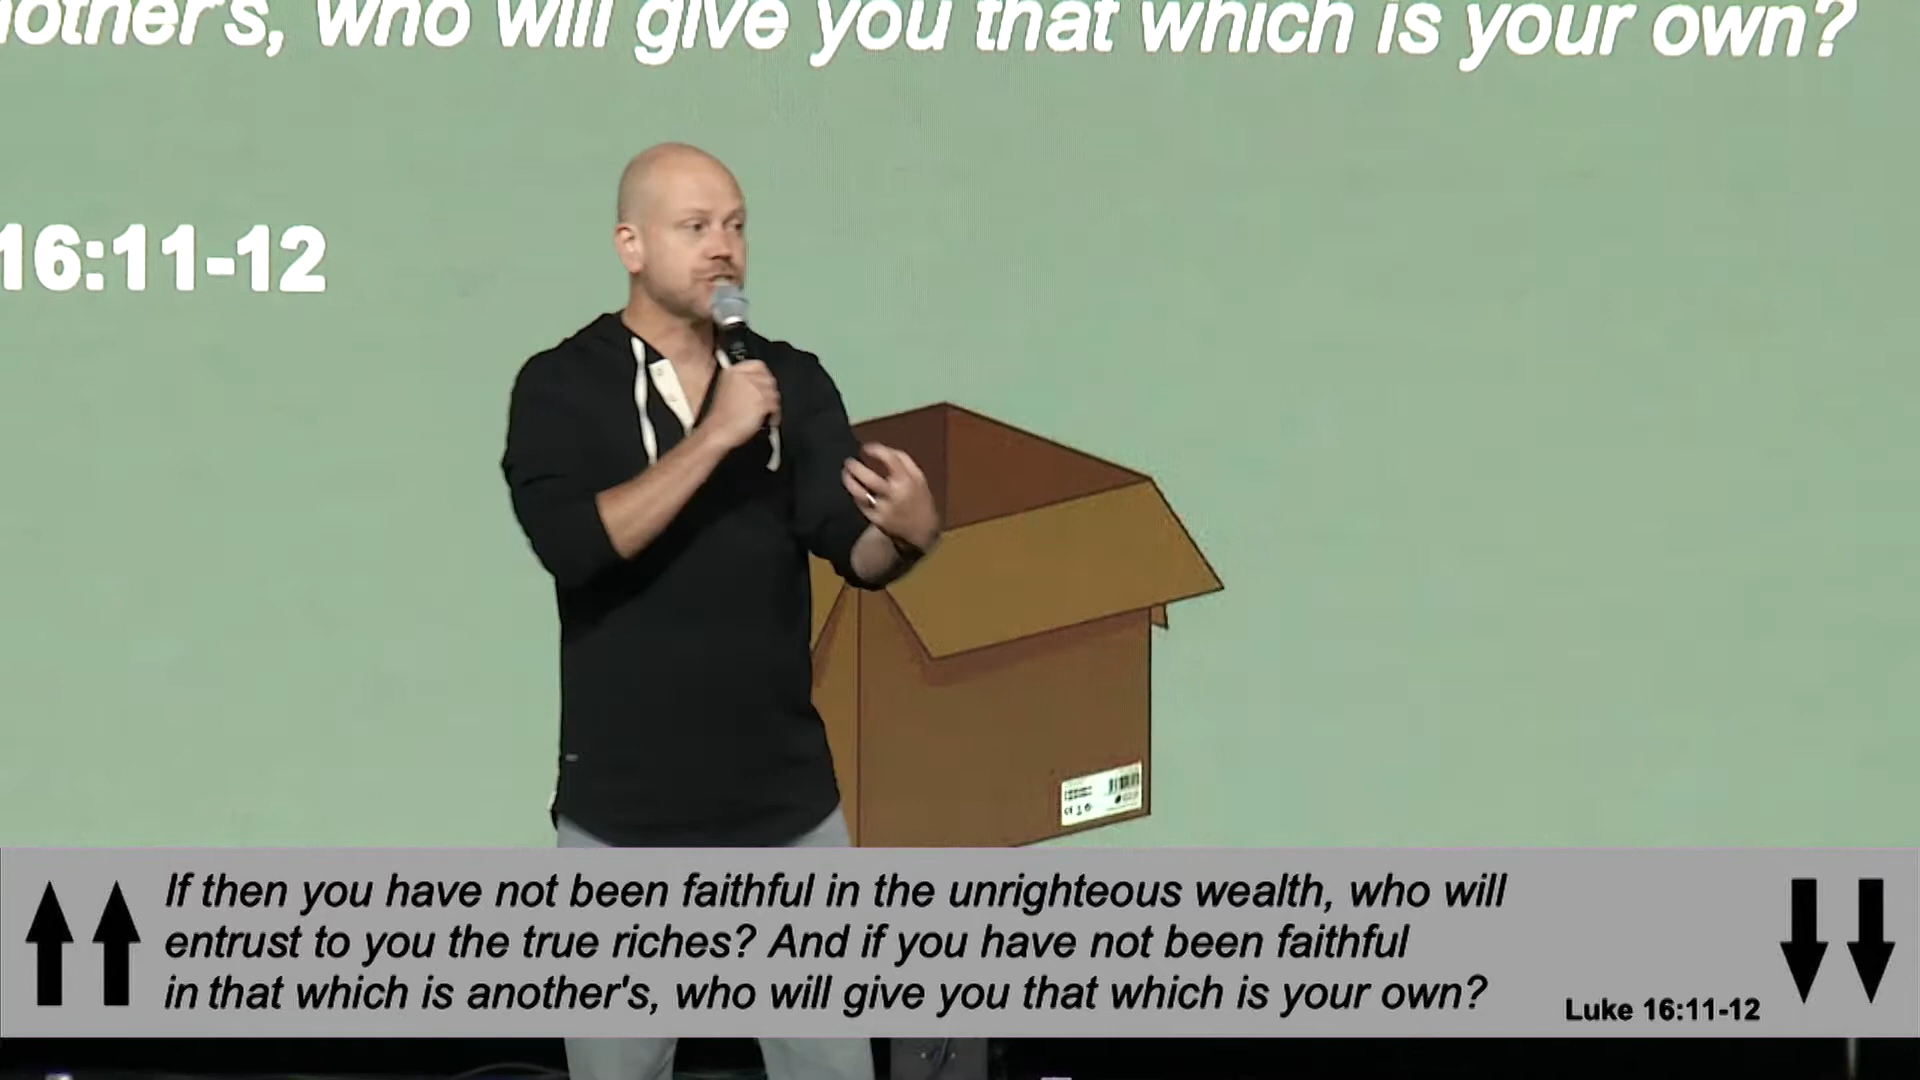 nother's, who will give you that which is your own?
16:11-12
If then you have not been faithful in the unrighteous wealth, who will
entrust to you the true riches? And if you have not been faithful
in that which is another's, who will give you that which is your own?
Luke 16:11-12